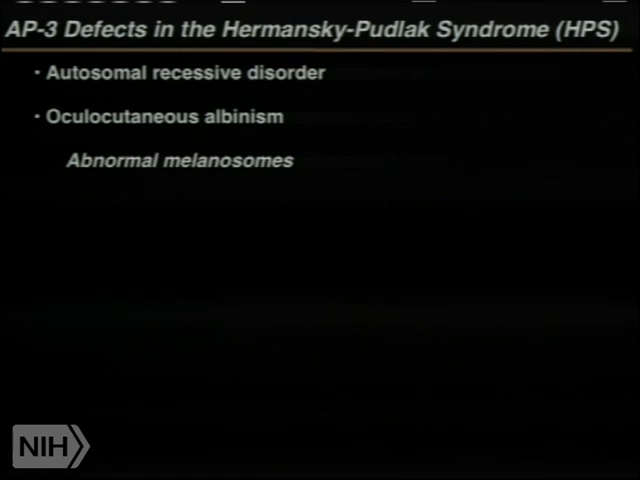 AP-3 Defects in the Hermansky-Pudlak Syndrome (HPS)
· Autosomal recessive disorder
· Oculocutaneous albinism
Abnormal melanosomes
NIH